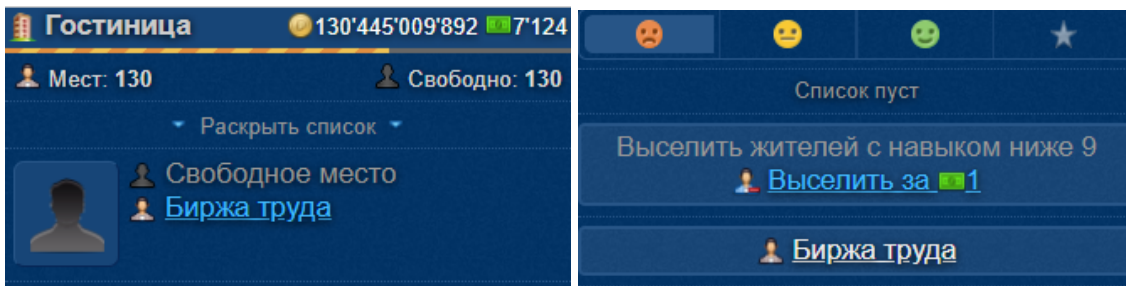 Гостиница 130'445'009'892 7'124
Мест: 130 Свободно: 130
Раскрыть список
Свободное место
Биржа труда
Список пуст
Выселить жителей с навыком ниже 9
Выселить за 1
Биржа труда